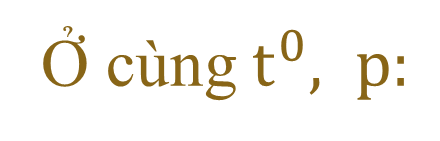 Ở cùng t⁰, p: